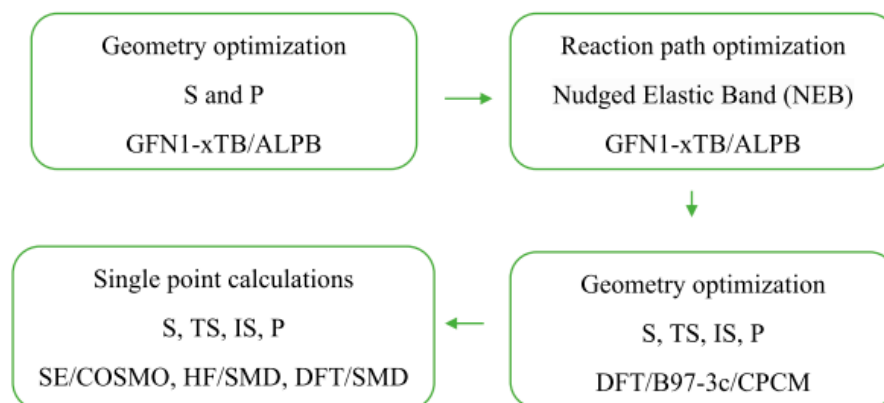 Geometry optimization
S and P
GFN1-xTB/ALPB
Reaction path optimization
Nudged Elastic Band (NEB)
GFN1-xTB/ALPB
Geometry optimization
S, TS, IS, P
DFT/B97-3c/CPCM
Single point calculations
S, TS, IS, P
SE/COSMO, HF/SMD, DFT/SMD